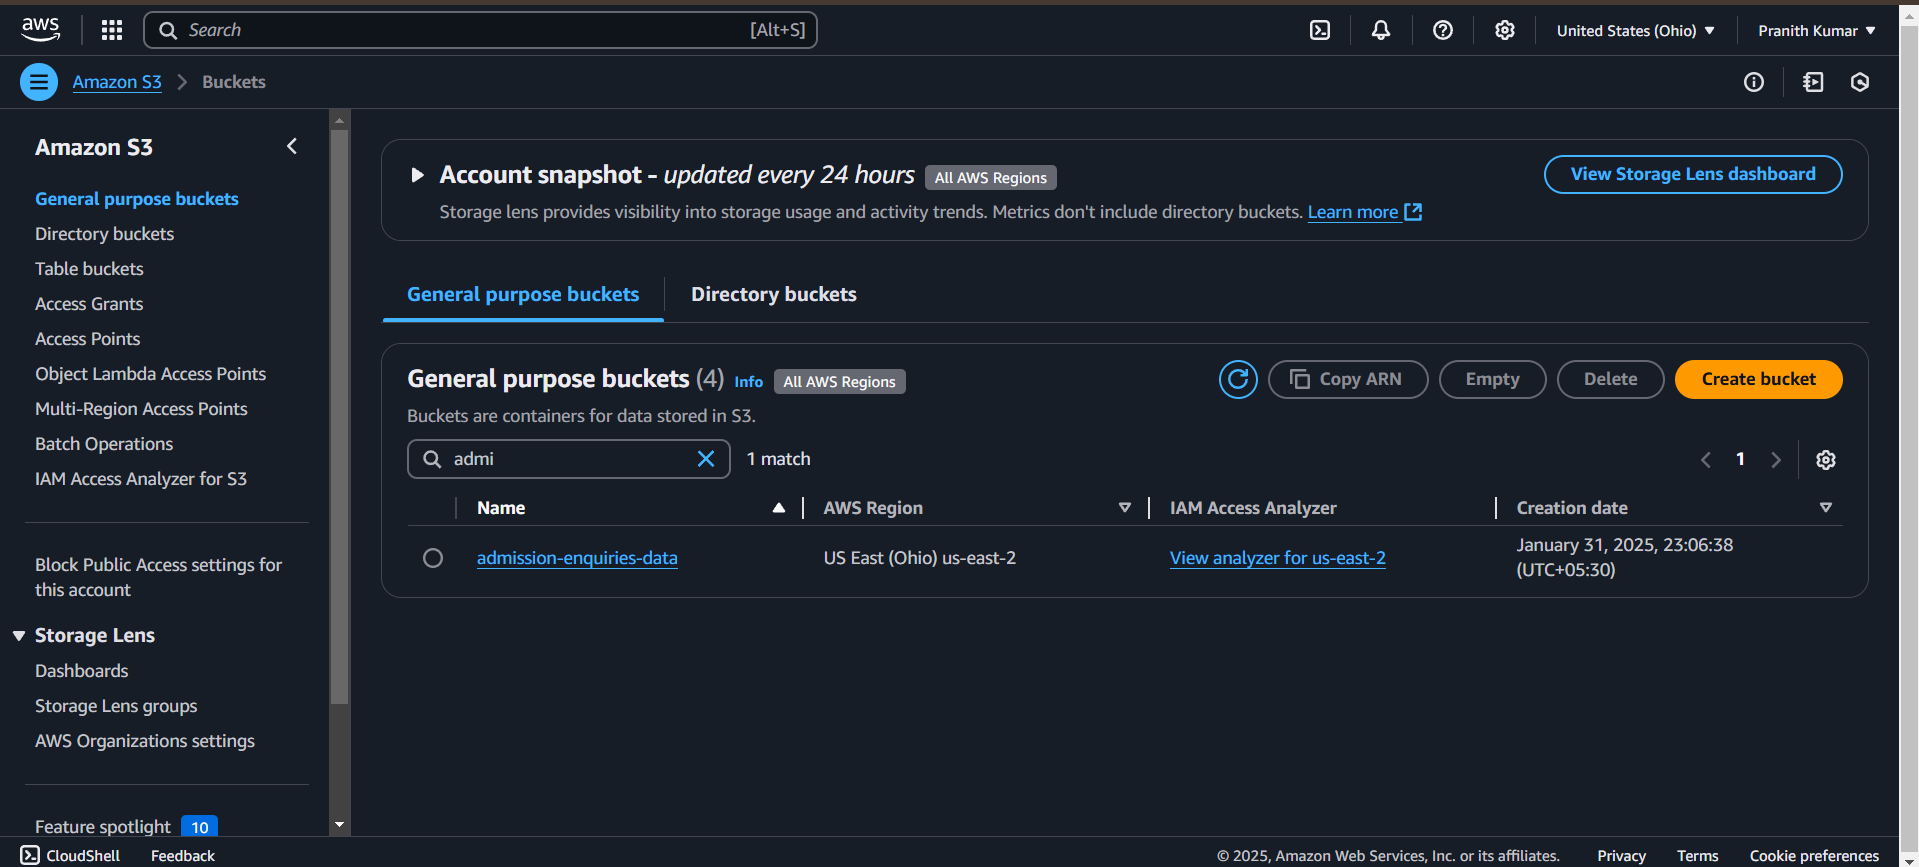 aws
Search [Alt+S]
United States (Ohio)
Pranith Kumar
Amazon S3
Buckets
Amazon S3
General purpose buckets
Directory buckets
Table buckets
Access Grants
Access Points
Object Lambda Access Points
Multi-Region Access Points
Batch Operations
IAM Access Analyzer for S3
Block Public Access settings for
this account
Storage Lens
Dashboards
Storage Lens groups
AWS Organizations settings
Feature spotlight 10
Account snapshot - updated every 24 hours All AWS Regions
View Storage Lens dashboard
Storage lens provides visibility into storage usage and activity trends. Metrics don't include directory buckets. Learn more
General purpose buckets
Directory buckets
General purpose buckets (4) Info All AWS Regions
Copy ARN
Empty
Delete
Create bucket
Buckets are containers for data stored in S3.
admi
1 match
1
Name
AWS Region
IAM Access Analyzer
Creation date
admission-enquiries-data
US East (Ohio) us-east-2
View analyzer for us-east-2
January 31, 2025, 23:06:38
(UTC+05:30)
CloudShell
Feedback
© 2025, Amazon Web Services, Inc. or its affiliates.
Privacy
Terms
Cookie preferences